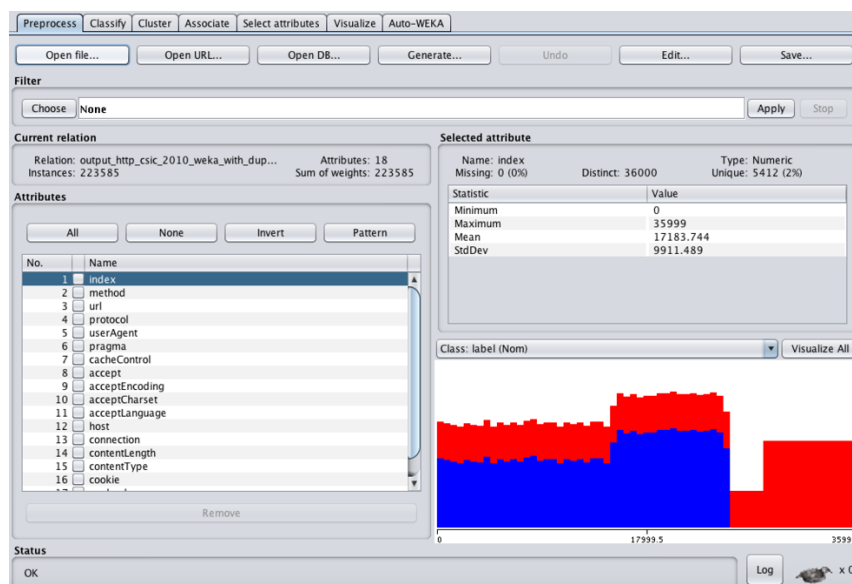 Preprocess Classify Cluster Associate Select attributes Visualize Auto-WEKA
Open file... Open URL... Open DB... Generate... Undo Edit... Save...
Filter
Choose None Apply Stop
Current relation
Relation: output_http_csic_2010_weka_with_dup... Attributes: 18
Instances: 223585 Sum of weights: 223585
Attributes
All None Invert Pattern
No. Name
1 index
2 method
3 url
4 protocol
5 userAgent
6 pragma
7 cacheControl
8 accept
9 acceptEncoding
10 acceptCharset
11 acceptLanguage
12 host
13 connection
14 contentLength
15 contentType
16 cookie
Remove
Selected attribute
Name: index Type: Numeric
Missing: 0 (0%) Distinct: 36000 Unique: 5412 (2%)
Statistic Value
Minimum 0
Maximum 35999
Mean 17183.744
StdDev 9911.489
Class: label (Nom) Visualize All
0 17999.5 3599
Status
OK Log x 0